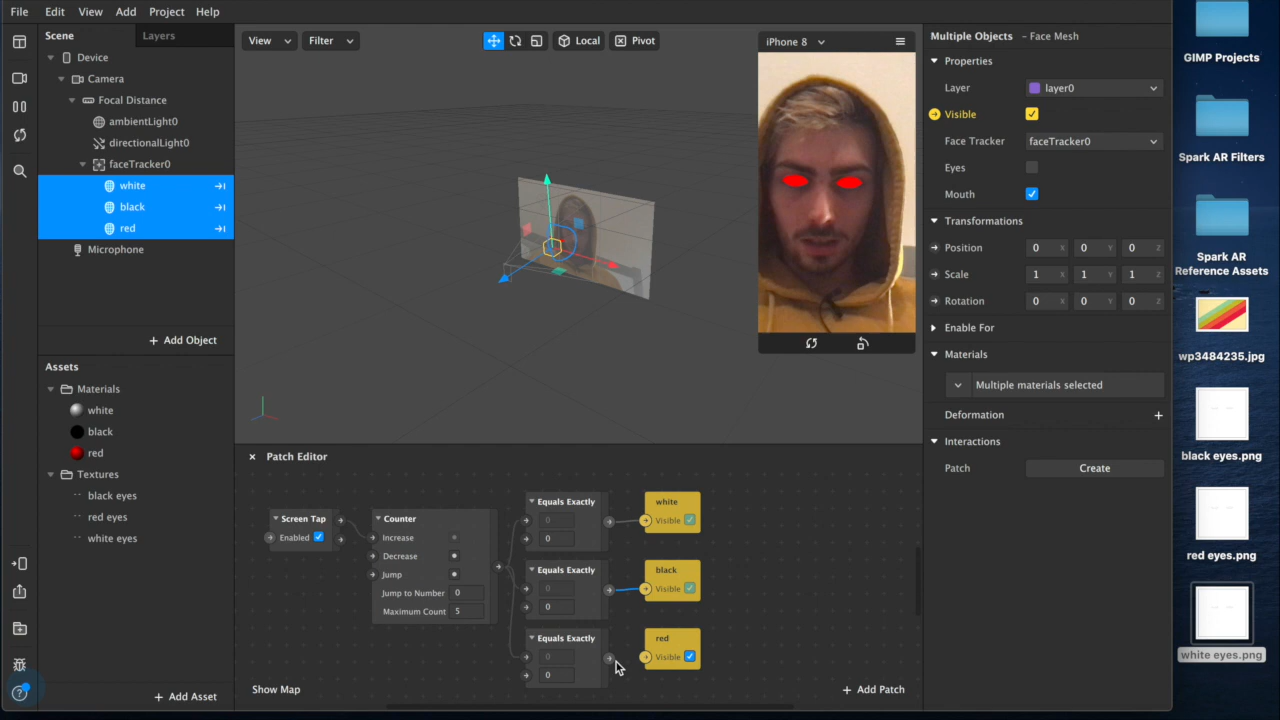 File Edit View Add Project Help
Scene Layers
Device
Camera
Focal Distance
ambientLight0
directionalLight0
faceTracker0
white
black
red
Microphone
+ Add Object
Assets
Materials
white
black
red
Textures
black eyes
red eyes
white eyes
+ Add Asset
View Filter Local Pivot
iPhone 8
Patch Editor
Screen Tap
Enabled
Counter
Increase
Decrease
Jump
Jump to Number 0
Maximum Count 5
Equals Exactly
0
0
Equals Exactly
0
0
Equals Exactly
0
0
white
Visible
black
Visible
red
Visible
Show Map
+ Add Patch
Multiple Objects - Face Mesh
Properties
Layer layer0
Visible
Face Tracker faceTracker0
Eyes
Mouth
Transformations
Position 0 X 0 Y 0 Z
Scale 1 X 1 Y 1 Z
Rotation 0 X 0 Y 0 Z
Enable For
Materials
Multiple materials selected
Deformation +
Interactions
Patch Create
GIMP Projects
Spark AR Filters
Spark AR
Reference Assets
wp3484235.jpg
black eyes.png
red eyes.png
white eyes.png